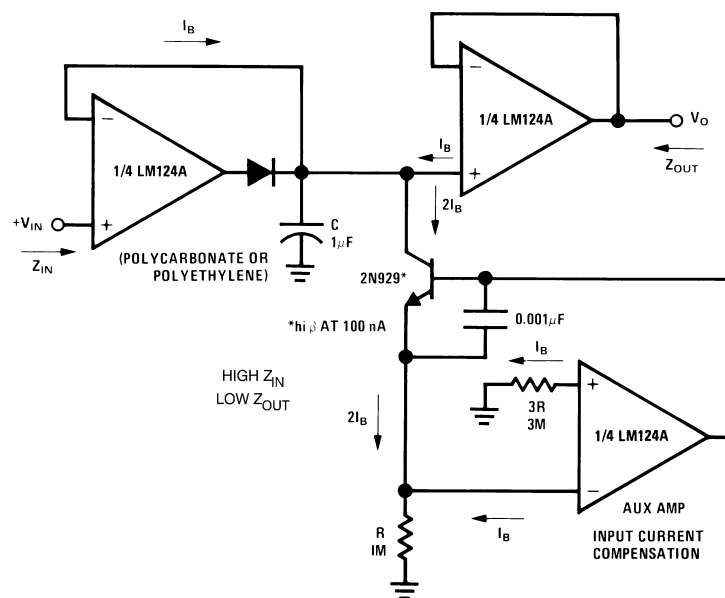 I_B
1/4 LM124A
1/4 LM124A
−
−
+
+
V_O
Z_OUT
I_B
+V_IN
Z_IN
C
1µF
2I_B
(POLYCARBONATE OR
POLYETHYLENE)
2N929*
*hi β AT 100 nA
0.001µF
I_B
HIGH Z_IN
LOW Z_OUT
3R
3M
+
1/4 LM124A
−
2I_B
AUX AMP
INPUT CURRENT
COMPENSATION
I_B
R
1M